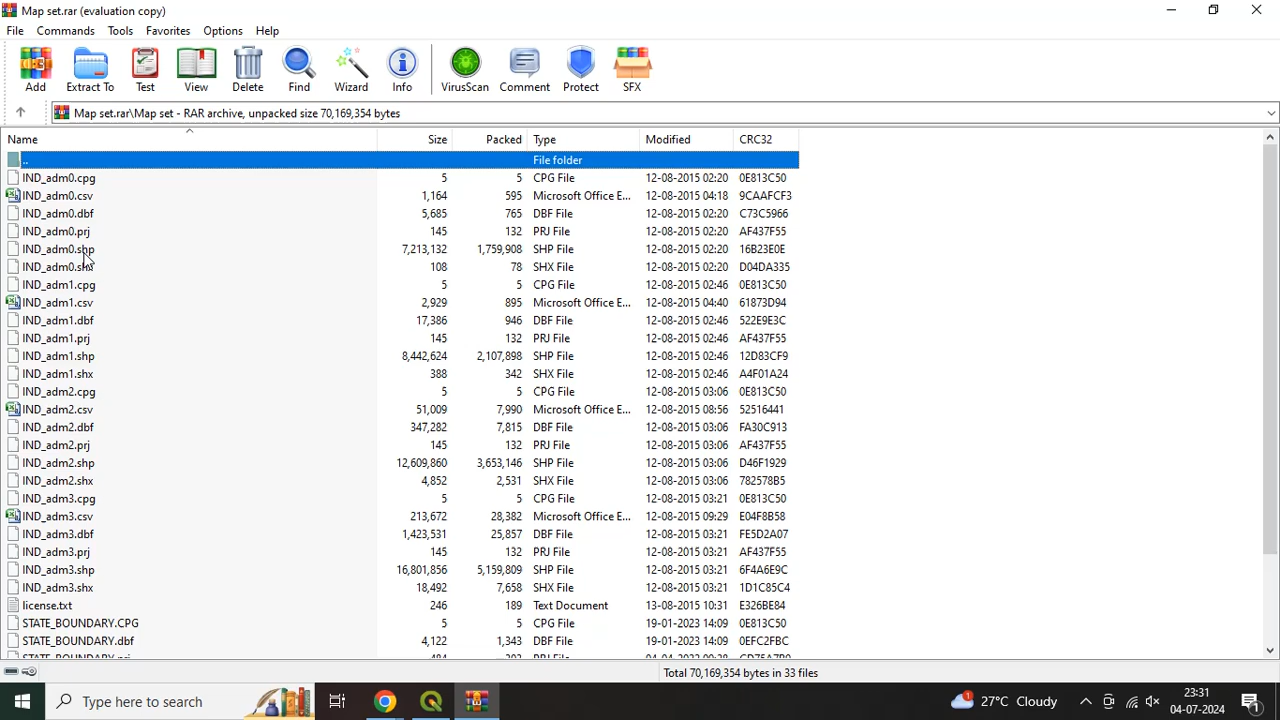 Map set.rar (evaluation copy)
File Commands Tools Favorites Options Help
Add Extract To Test View Delete Find Wizard Info VirusScan Comment Protect SFX
Map set.rar\Map set - RAR archive, unpacked size 70,169,354 bytes
Name Size Packed Type Modified CRC32
.. File folder
IND_adm0.cpg 5 5 CPG File 12-08-2015 02:20 0E813C50
IND_adm0.csv 1,164 595 Microsoft Office E... 12-08-2015 04:18 9CAAFCF3
IND_adm0.dbf 5,685 765 DBF File 12-08-2015 02:20 C73C5966
IND_adm0.prj 145 132 PRJ File 12-08-2015 02:20 AF437F55
IND_adm0.shp 7,213,132 1,759,908 SHP File 12-08-2015 02:20 16B23E0E
IND_adm0.shx 108 78 SHX File 12-08-2015 02:20 D04DA335
IND_adm1.cpg 5 5 CPG File 12-08-2015 02:46 0E813C50
IND_adm1.csv 2,929 895 Microsoft Office E... 12-08-2015 04:40 61873D94
IND_adm1.dbf 17,386 946 DBF File 12-08-2015 02:46 522E9E3C
IND_adm1.prj 145 132 PRJ File 12-08-2015 02:46 AF437F55
IND_adm1.shp 8,442,624 2,107,898 SHP File 12-08-2015 02:46 12D83CF9
IND_adm1.shx 388 342 SHX File 12-08-2015 02:46 A4F01A24
IND_adm2.cpg 5 5 CPG File 12-08-2015 03:06 0E813C50
IND_adm2.csv 51,009 7,990 Microsoft Office E... 12-08-2015 08:56 52516441
IND_adm2.dbf 347,282 7,815 DBF File 12-08-2015 03:06 FA30C913
IND_adm2.prj 145 132 PRJ File 12-08-2015 03:06 AF437F55
IND_adm2.shp 12,609,860 3,653,146 SHP File 12-08-2015 03:06 D46F1929
IND_adm2.shx 4,852 2,531 SHX File 12-08-2015 03:06 782578B5
IND_adm3.cpg 5 5 CPG File 12-08-2015 03:21 0E813C50
IND_adm3.csv 213,672 28,382 Microsoft Office E... 12-08-2015 09:29 E04F8B58
IND_adm3.dbf 1,423,531 25,857 DBF File 12-08-2015 03:21 FE5D2A07
IND_adm3.prj 145 132 PRJ File 12-08-2015 03:21 AF437F55
IND_adm3.shp 16,801,856 5,159,809 SHP File 12-08-2015 03:21 6F4A6E9C
IND_adm3.shx 18,492 7,658 SHX File 12-08-2015 03:21 1D1C85C4
license.txt 246 189 Text Document 13-08-2015 10:31 E326BE84
STATE_BOUNDARY.CPG 5 5 CPG File 19-01-2023 14:09 0E813C50
STATE_BOUNDARY.dbf 4,122 1,343 DBF File 19-01-2023 14:09 0EFC2FBC
Total 70,169,354 bytes in 33 files
Type here to search
1 27°C Cloudy
23:31
04-07-2024
1